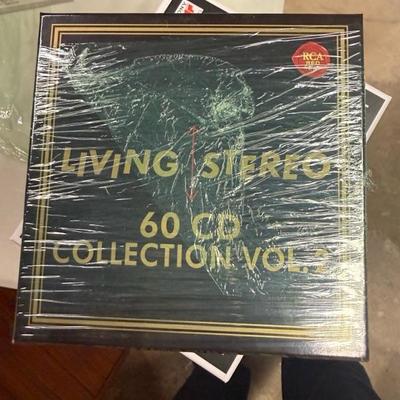 RCA
RED
SEAL
LIVING STEREO
60 CD
COLLECTION VOL. 2